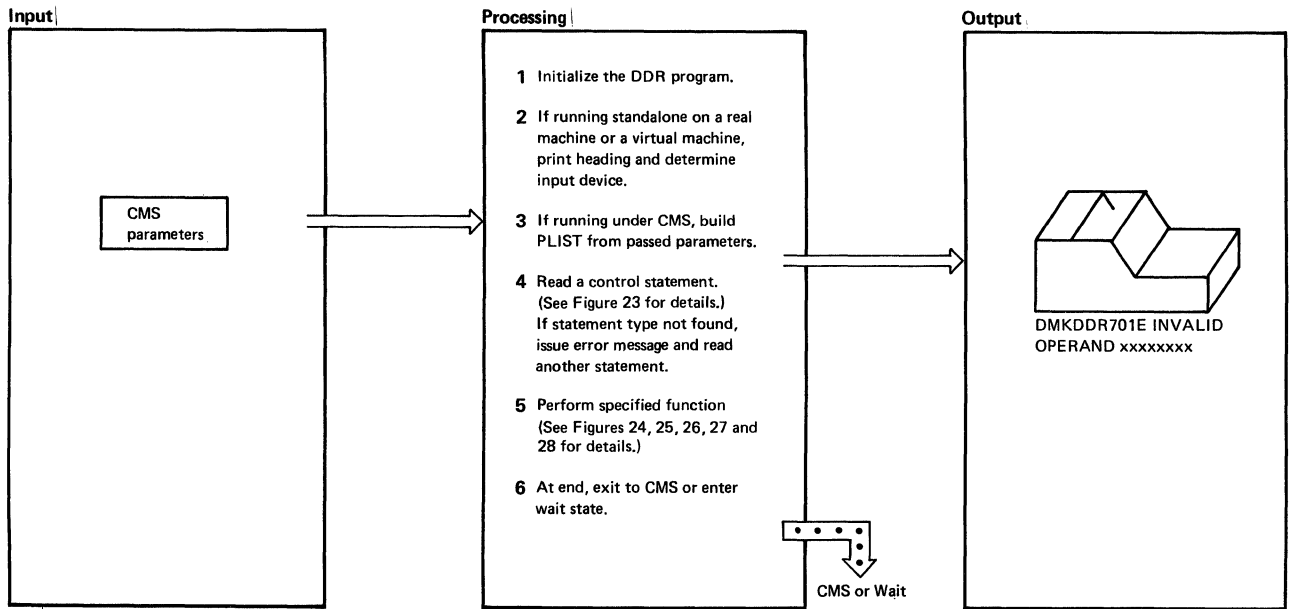 Input
Processing
Output
CMS
parameters
1 Initialize the DDR program.
2 If running standalone on a real
machine or a virtual machine,
print heading and determine
input device.
3 If running under CMS, build
PLIST from passed parameters.
4 Read a control statement.
(See Figure 23 for details.)
If statement type not found,
issue error message and read
another statement.
5 Perform specified function
(See Figures 24, 25, 26, 27 and
28 for details.)
6 At end, exit to CMS or enter
wait state.
CMS or Wait
DMKDDR701E INVALID
OPERAND xxxxxxxx